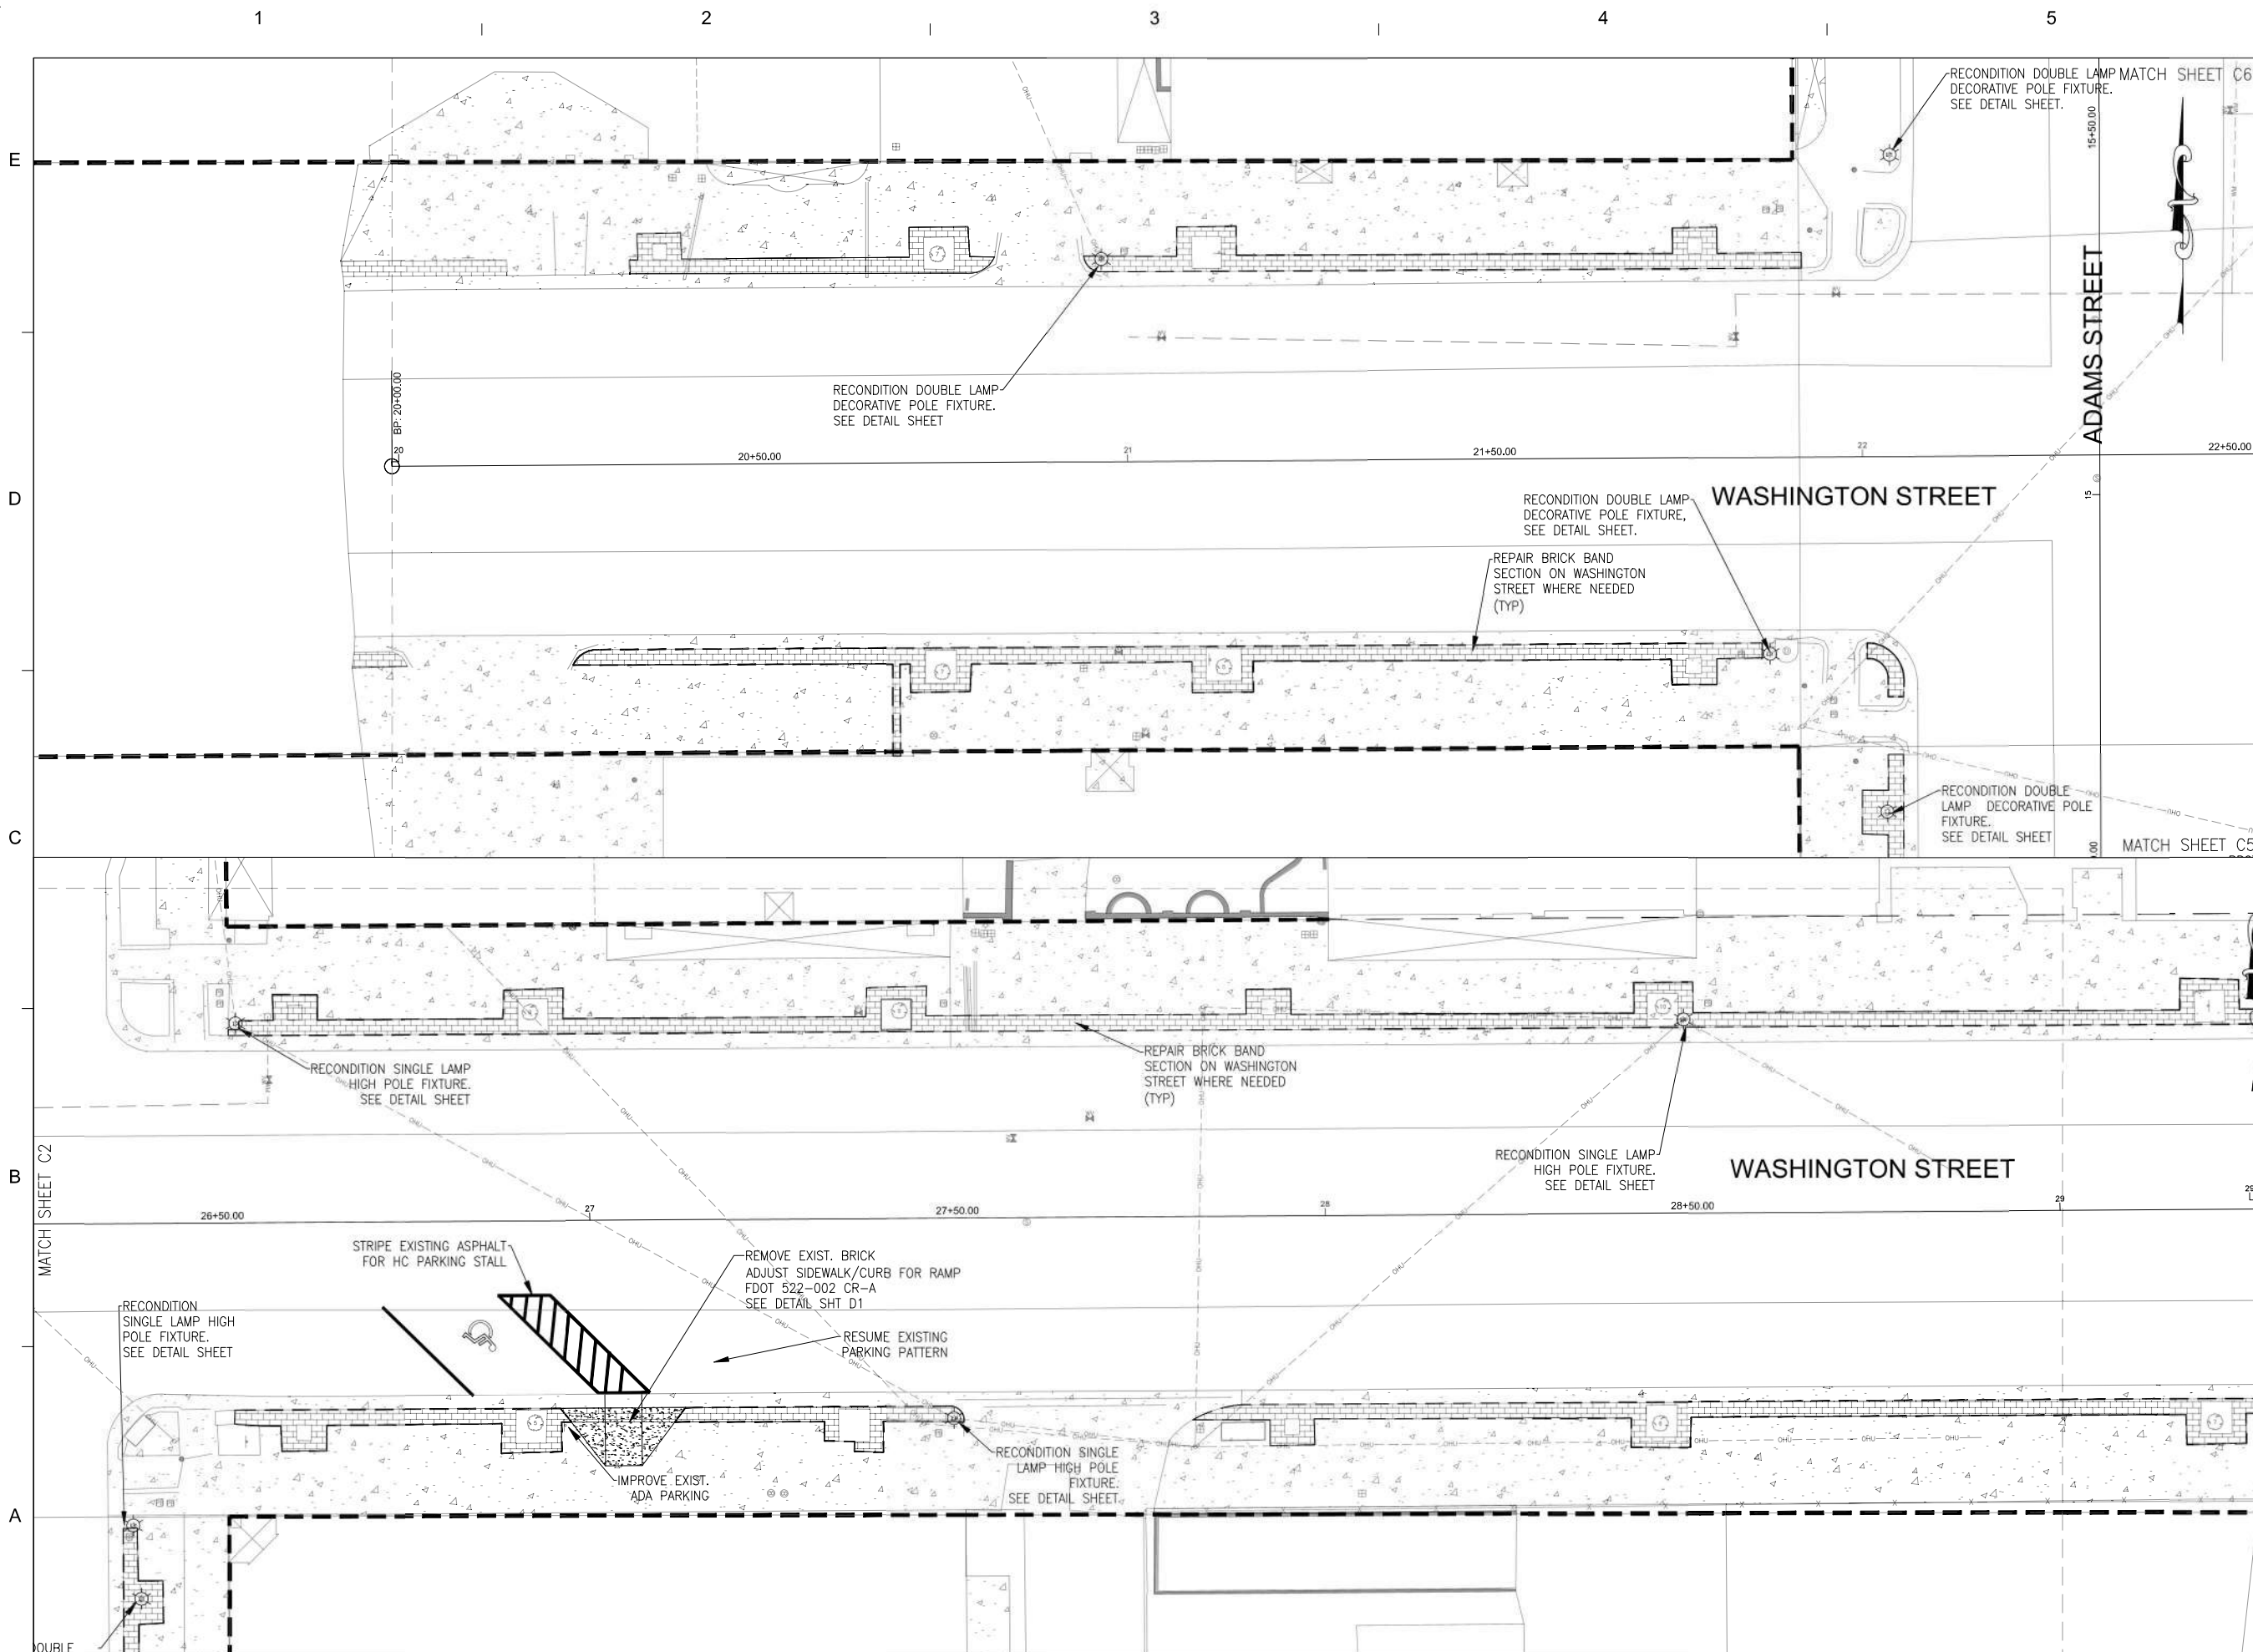 1 2 3 4 5
E
RECONDITION DOUBLE LAMP
DECORATIVE POLE FIXTURE.
SEE DETAIL SHEET.
MATCH SHEET C6
15+50.00
ADAMS STREET
OHU
OHU
RECONDITION DOUBLE LAMP
DECORATIVE POLE FIXTURE.
SEE DETAIL SHEET
BP: 20+00.00
20
20+50.00
21
21+50.00
22
22+50.00
D
15
WASHINGTON STREET
RECONDITION DOUBLE LAMP
DECORATIVE POLE FIXTURE,
SEE DETAIL SHEET.
REPAIR BRICK BAND
SECTION ON WASHINGTON
STREET WHERE NEEDED
(TYP)
RECONDITION DOUBLE
LAMP DECORATIVE POLE
FIXTURE.
SEE DETAIL SHEET
C
MATCH SHEET C5
RECONDITION SINGLE LAMP
HIGH POLE FIXTURE.
SEE DETAIL SHEET
REPAIR BRICK BAND
SECTION ON WASHINGTON
STREET WHERE NEEDED
(TYP)
RECONDITION SINGLE LAMP
HIGH POLE FIXTURE.
SEE DETAIL SHEET
WASHINGTON STREET
B
MATCH SHEET C2
26+50.00
27
27+50.00
28
28+50.00
29
STRIPE EXISTING ASPHALT
FOR HC PARKING STALL
REMOVE EXIST. BRICK
ADJUST SIDEWALK/CURB FOR RAMP
FDOT 522-002 CR-A
SEE DETAIL SHT D1
RECONDITION
SINGLE LAMP HIGH
POLE FIXTURE.
SEE DETAIL SHEET
RESUME EXISTING
PARKING PATTERN
RECONDITION SINGLE
LAMP HIGH POLE
FIXTURE.
SEE DETAIL SHEET
IMPROVE EXIST.
ADA PARKING
A